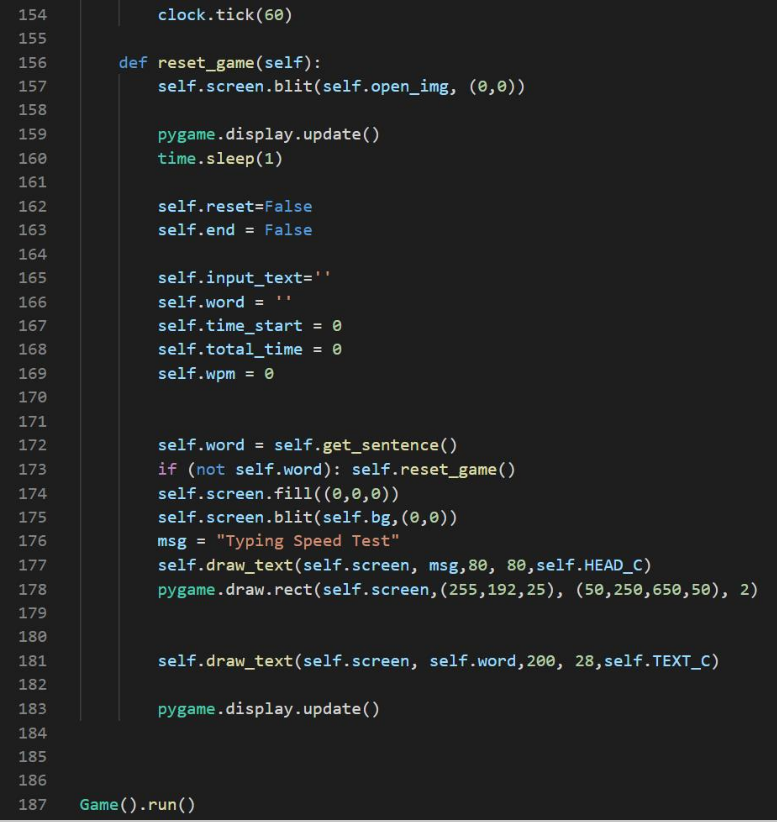 154 clock.tick(60)
155
156 def reset_game(self):
157 self.screen.blit(self.open_img, (0,0))
158
159 pygame.display.update()
160 time.sleep(1)
161
162 self.reset=False
163 self.end = False
164
165 self.input_text=''
166 self.word = ''
167 self.time_start = 0
168 self.total_time = 0
169 self.wpm = 0
170
171
172 self.word = self.get_sentence()
173 if (not self.word): self.reset_game()
174 self.screen.fill((0,0,0))
175 self.screen.blit(self.bg,(0,0))
176 msg = "Typing Speed Test"
177 self.draw_text(self.screen, msg,80, 80,self.HEAD_C)
178 pygame.draw.rect(self.screen,(255,192,25), (50,250,650,50), 2)
179
180
181 self.draw_text(self.screen, self.word,200, 28,self.TEXT_C)
182
183 pygame.display.update()
184
185
186
187 Game().run()